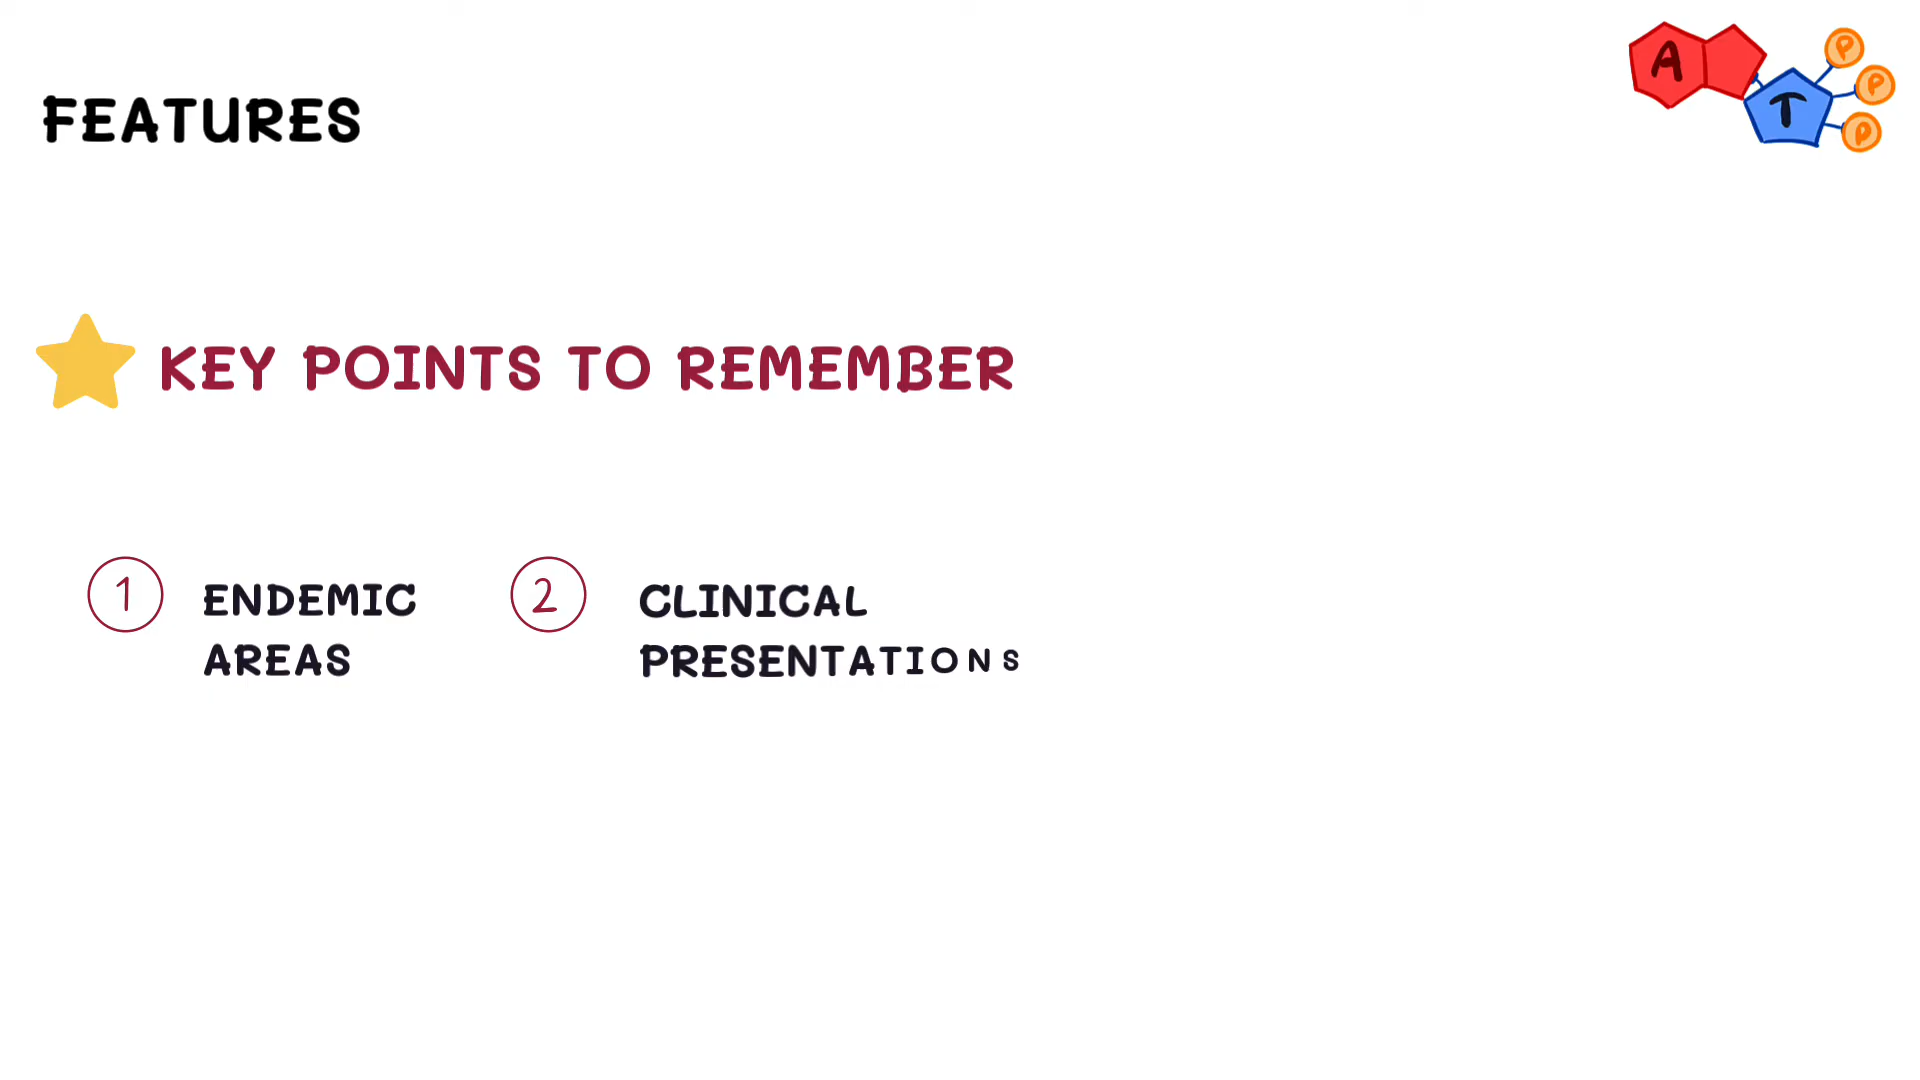 FEATURES
A T P P P
KEY POINTS TO REMEMBER
1 ENDEMIC
AREAS
2 CLINICAL
PRESENTATIONS